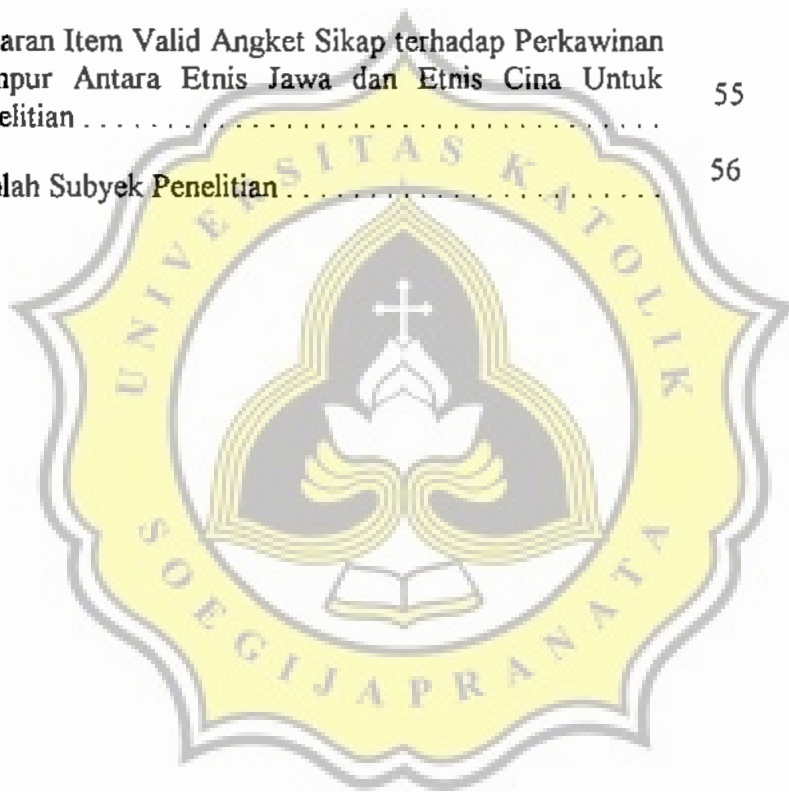 aran Item Valid Angket Sikap terhadap Perkawinan
npur Antara Etnis Jawa dan Etnis Cina Untuk
elitian . . . . . . . . . . . . . . . . . . . . . . . . . . . . . . . . . . . . . . . 55
lah Subyek Penelitian . . . . . . . . . . . . . . . . . . . . . . . . . 56
UNIVERSITAS KATOLIK
SOEGIJAPRANATA